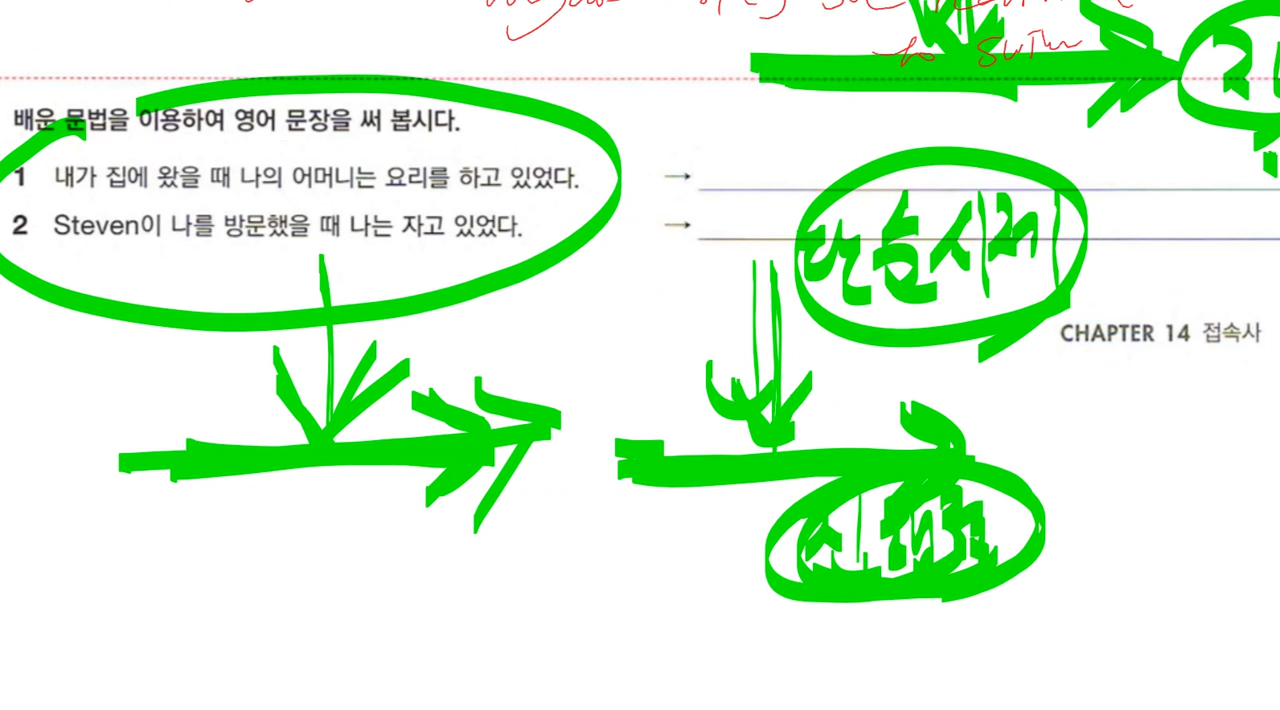 to swim
배운 문법을 이용하여 영어 문장을 써 봅시다.
1 내가 집에 왔을 때 나의 어머니는 요리를 하고 있었다. →
2 Steven이 나를 방문했을 때 나는 자고 있었다. →
단순시제
CHAPTER 14 접속사